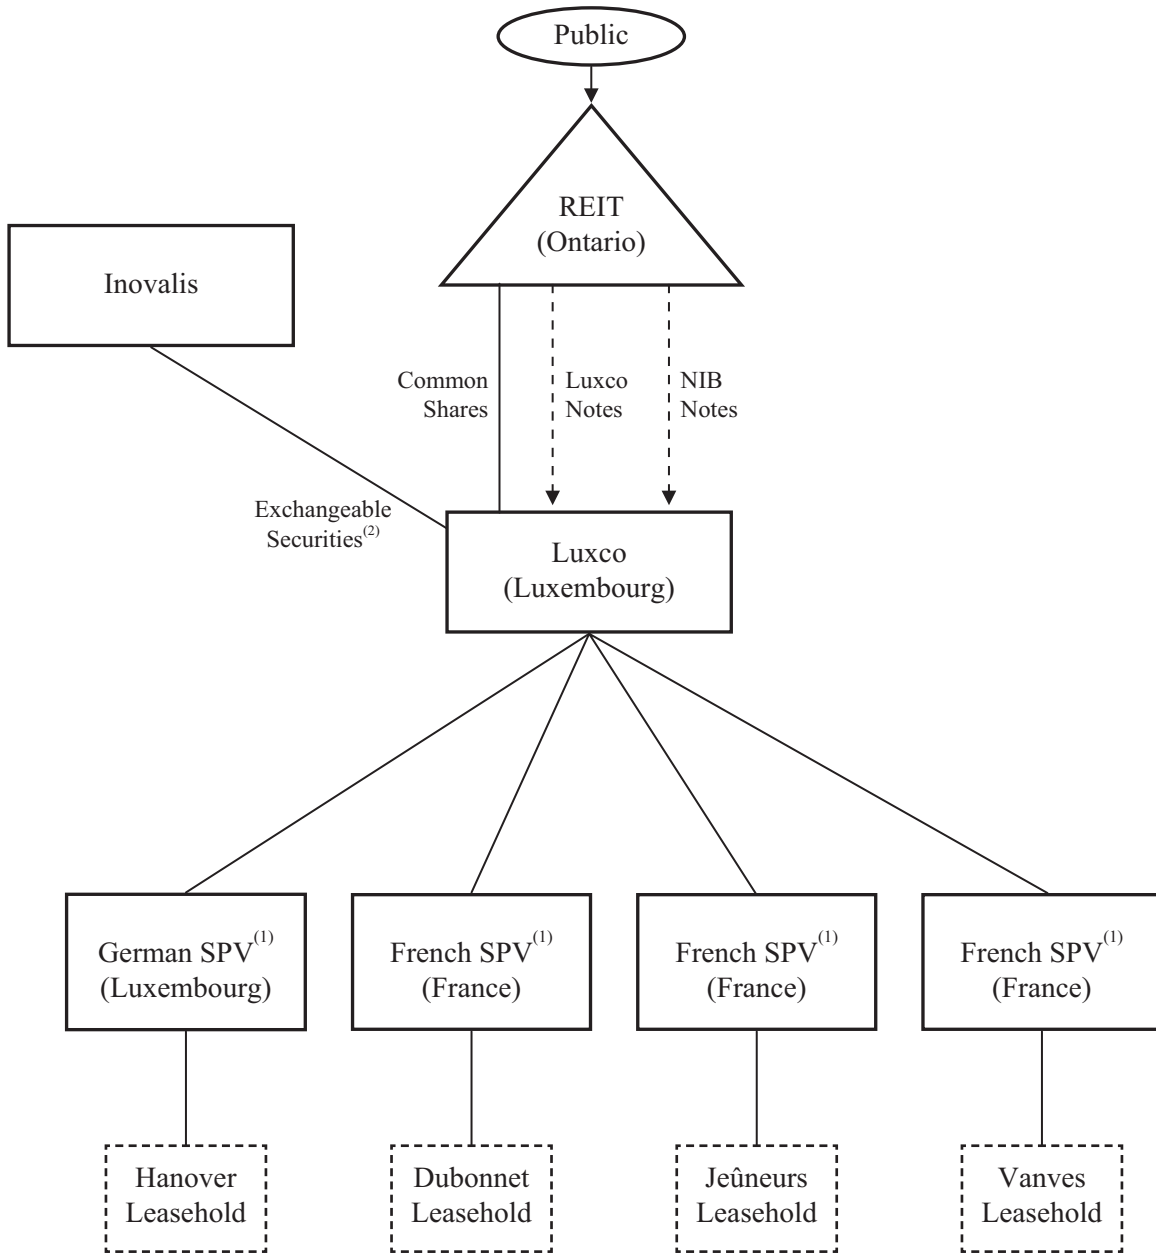 Public
REIT
(Ontario)
Inovalis
Common
Shares
Luxco
Notes
NIB
Notes
Exchangeable
Securities(2)
Luxco
(Luxembourg)
German SPV(1)
(Luxembourg)
French SPV(1)
(France)
French SPV(1)
(France)
French SPV(1)
(France)
Hanover
Leasehold
Dubonnet
Leasehold
Jeûneurs
Leasehold
Vanves
Leasehold